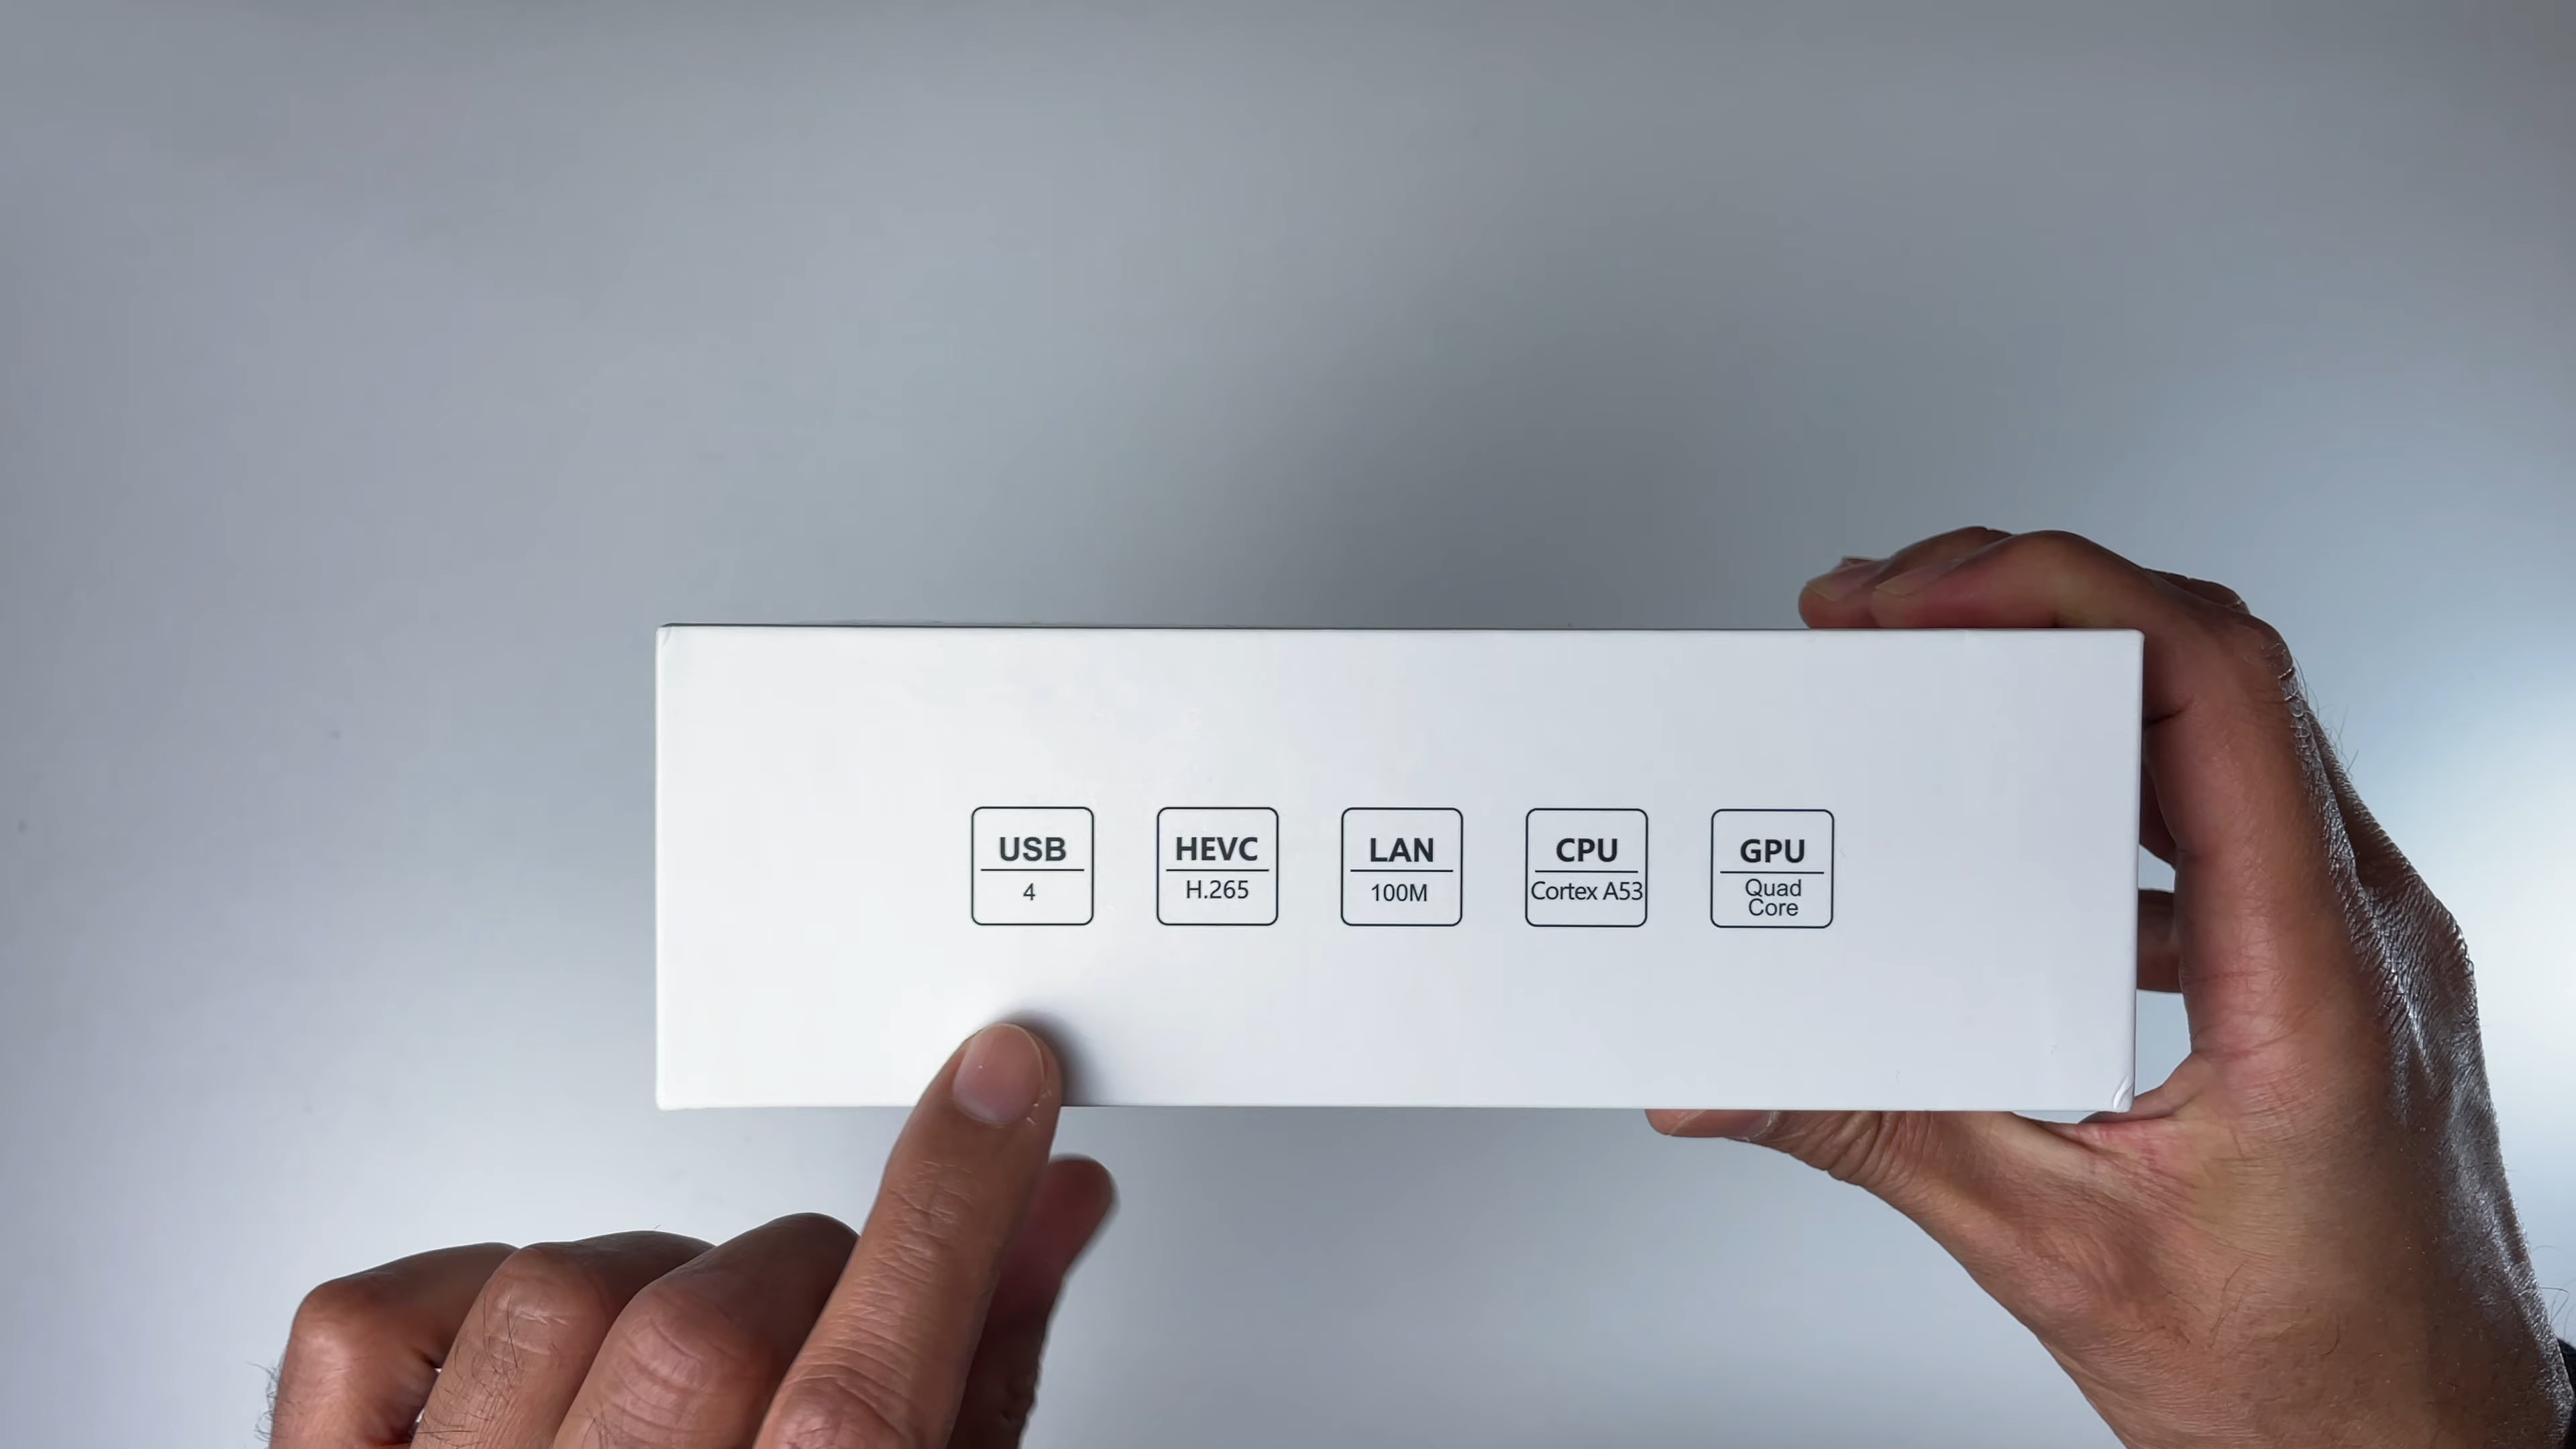 USB
4
HEVC
H.265
LAN
100M
CPU
Cortex A53
GPU
Quad
Core